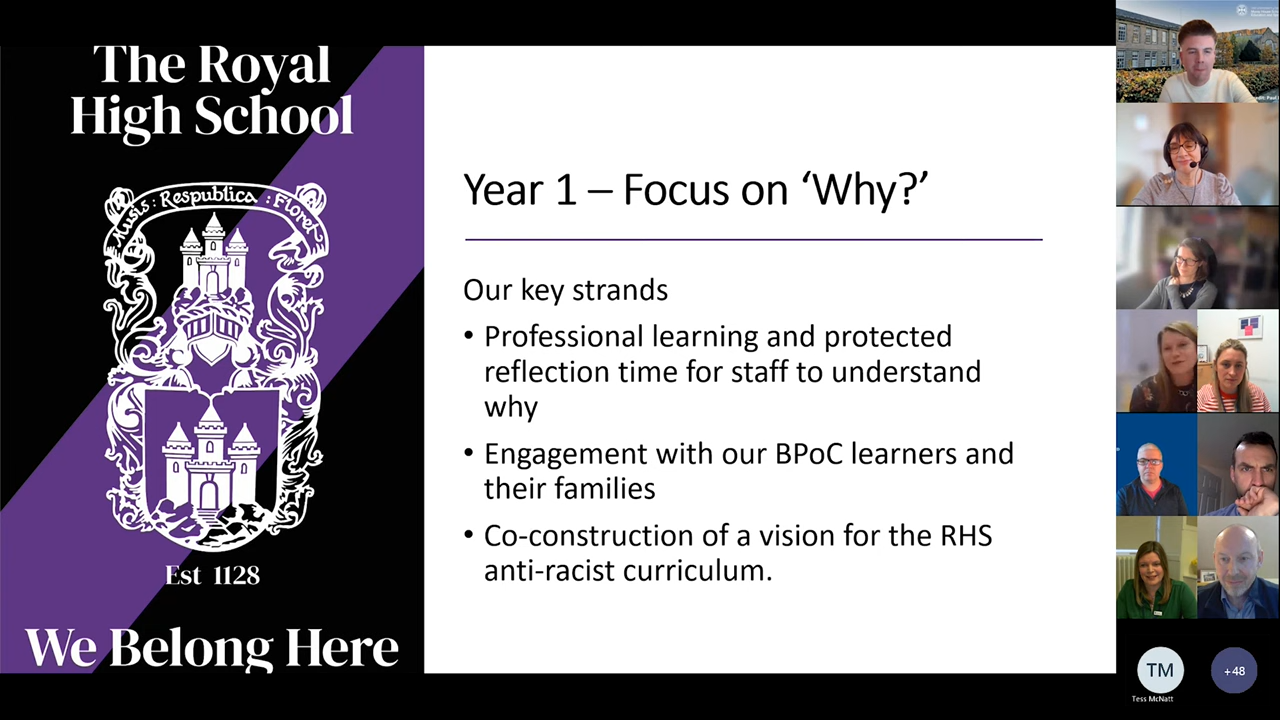 The Royal
High School
Musis : Respublica : Floret
Est 1128
We Belong Here
Year 1 – Focus on ‘Why?’
Our key strands
• Professional learning and protected
reflection time for staff to understand
why
• Engagement with our BPoC learners and
their families
• Co-construction of a vision for the RHS
anti-racist curriculum.
TM
Tess McNatt
+48